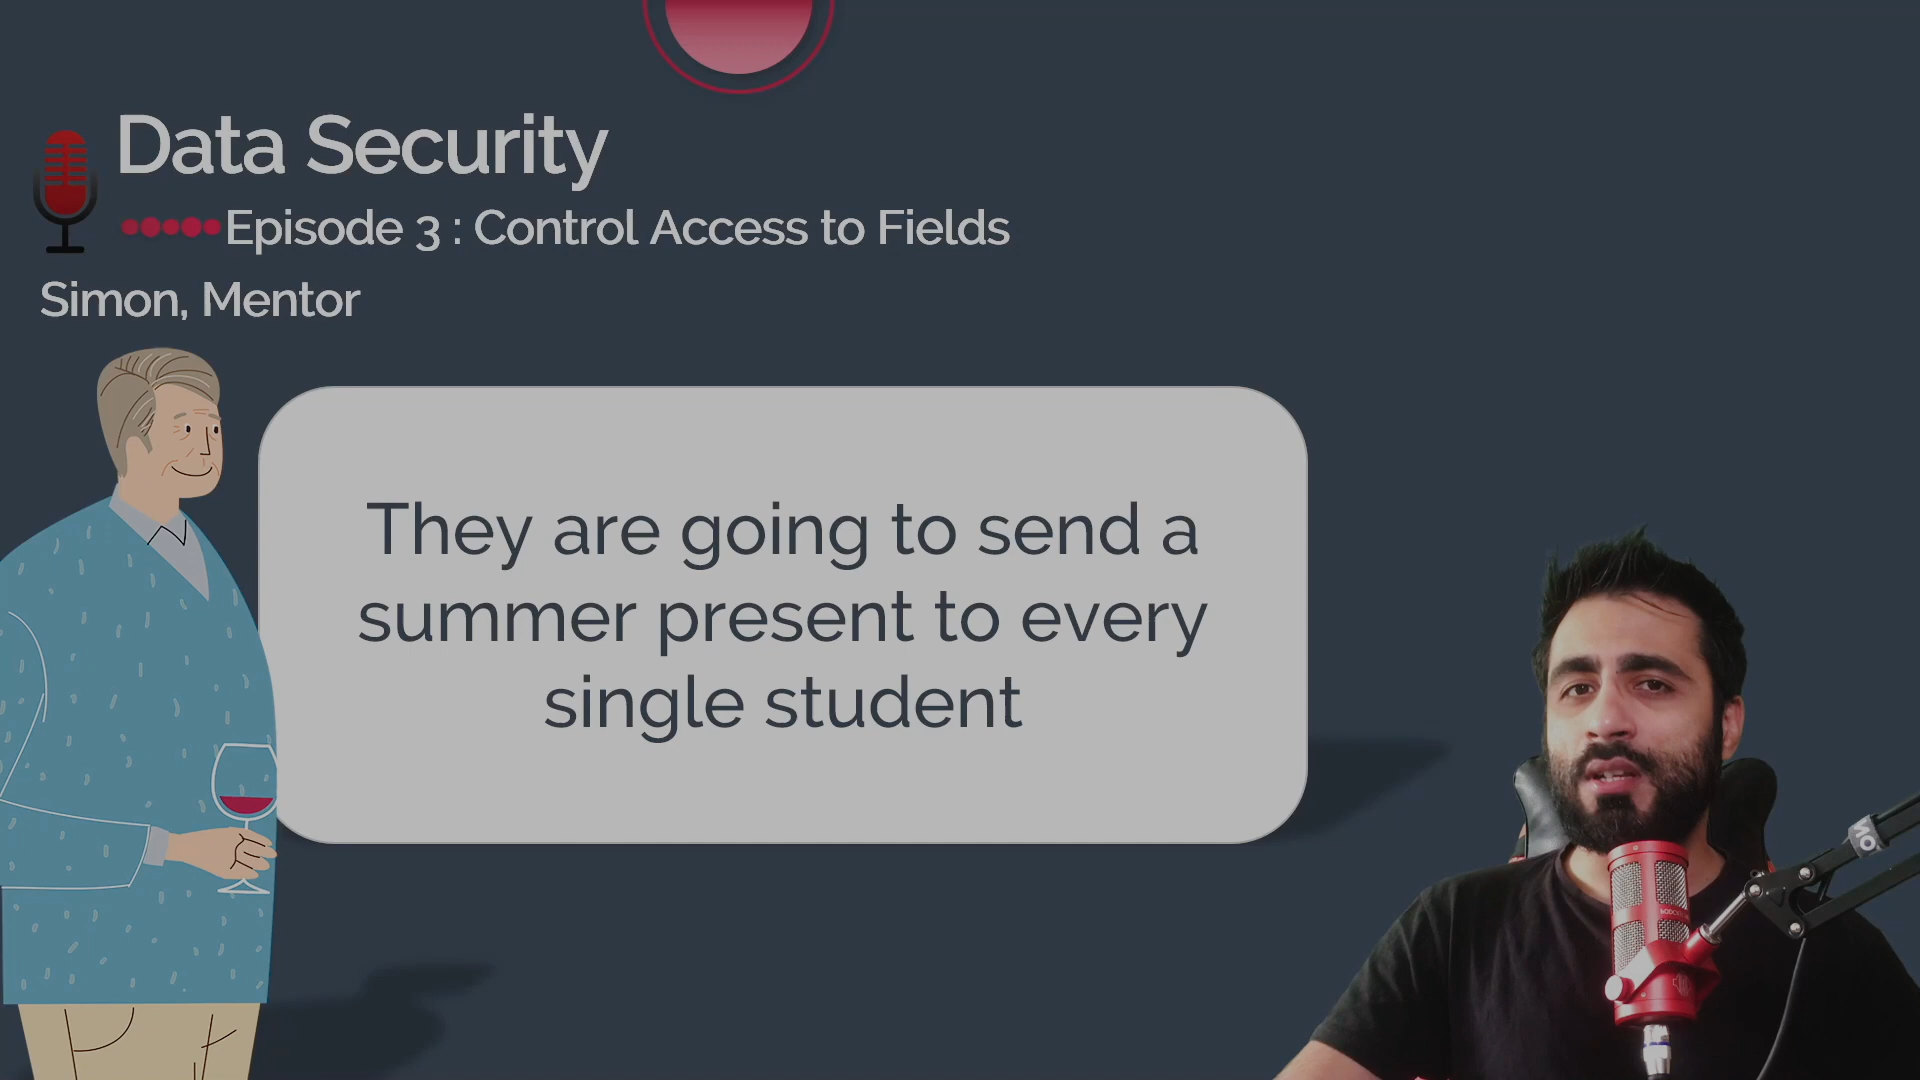 Data Security
Episode 3 : Control Access to Fields
Simon, Mentor
They are going to send a
summer present to every
single student